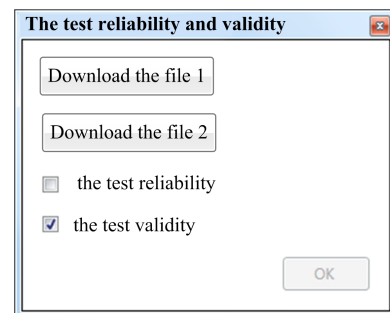 The test reliability and validity
Download the file 1
Download the file 2
the test reliability
the test validity
OK